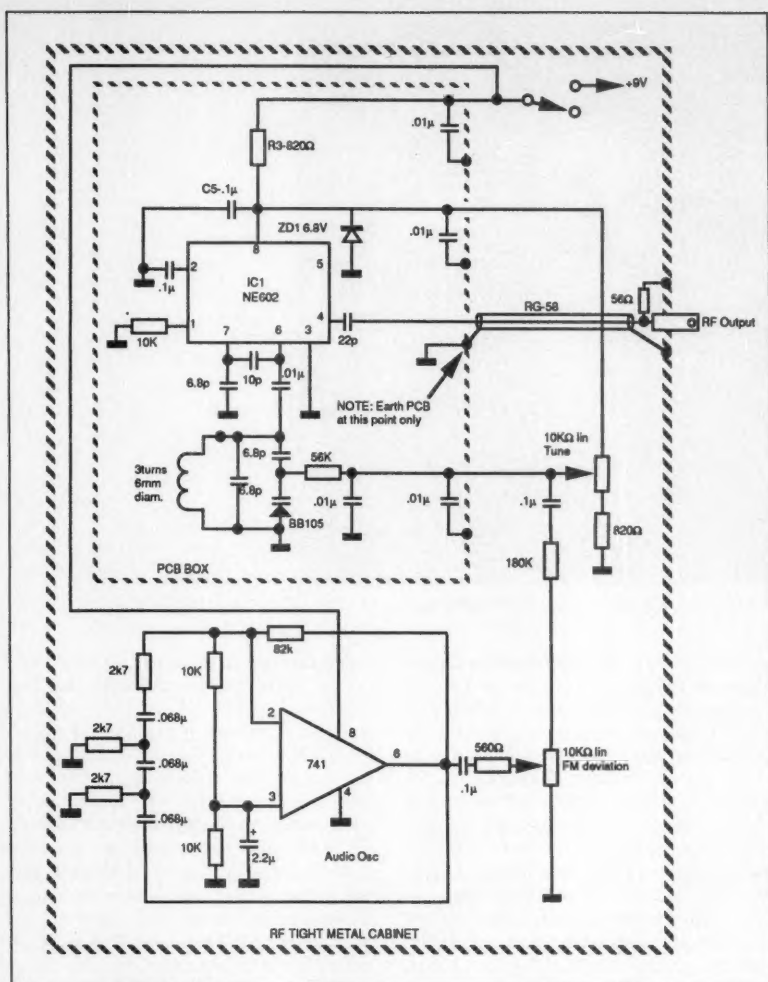 +9V
.01µ
R3-820Ω
C5-.1µ
8
ZD1 6.8V
.01µ
2
5
.1µ
IC1
NE602
56Ω
RG-58
RF Output
1
4
10K
7
6
3
22p
6.8p
10p
.01µ
NOTE: Earth PCB
at this point only
10KΩ lin
Tune
3turns
6mm
diam.
6.8p
6.8p
56K
.01µ
.01µ
.1µ
BB105
820Ω
180K
PCB BOX
82k
2k7
10K
.068µ
2
8
2k7
741
6
560Ω
10KΩ lin
FM deviation
.068µ
2k7
3
4
.1µ
.068µ
10K
+
2.2µ
Audio Osc
RF TIGHT METAL CABINET